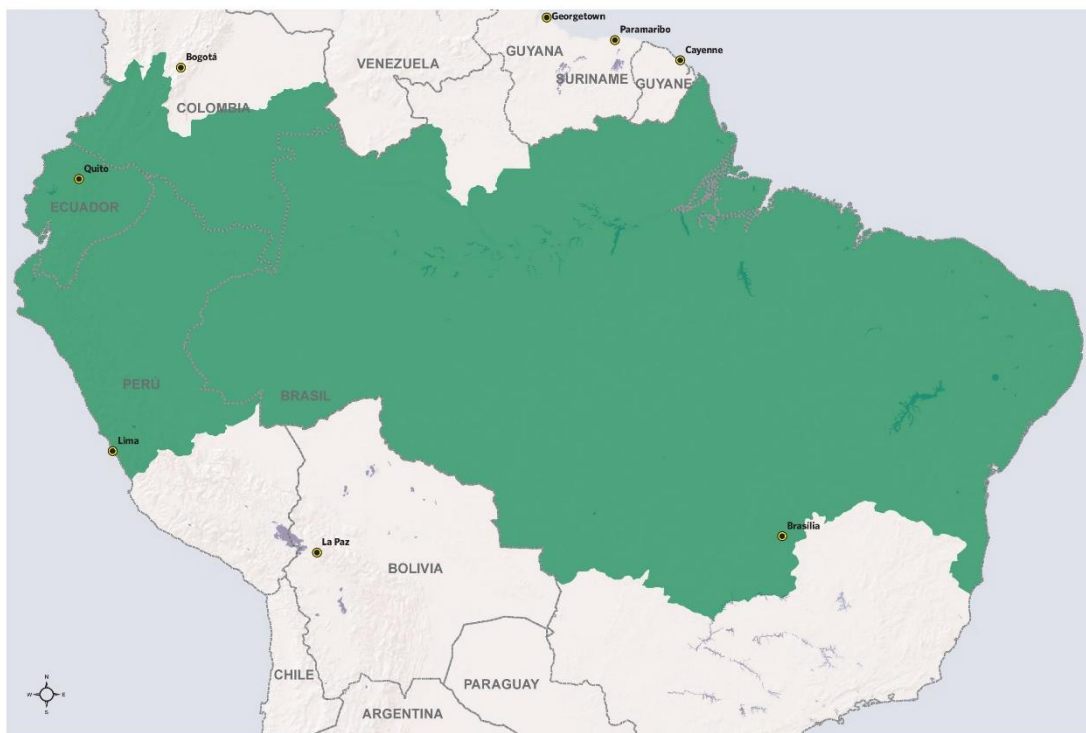 Georgetown
Paramaribo
GUYANA
Cayenne
Bogotá
VENEZUELA
SURINAME
GUYANE
COLOMBIA
Quito
ECUADOR
PERÚ
BRASIL
Lima
Brasília
La Paz
BOLIVIA
CHILE
PARAGUAY
ARGENTINA
N
W E
S